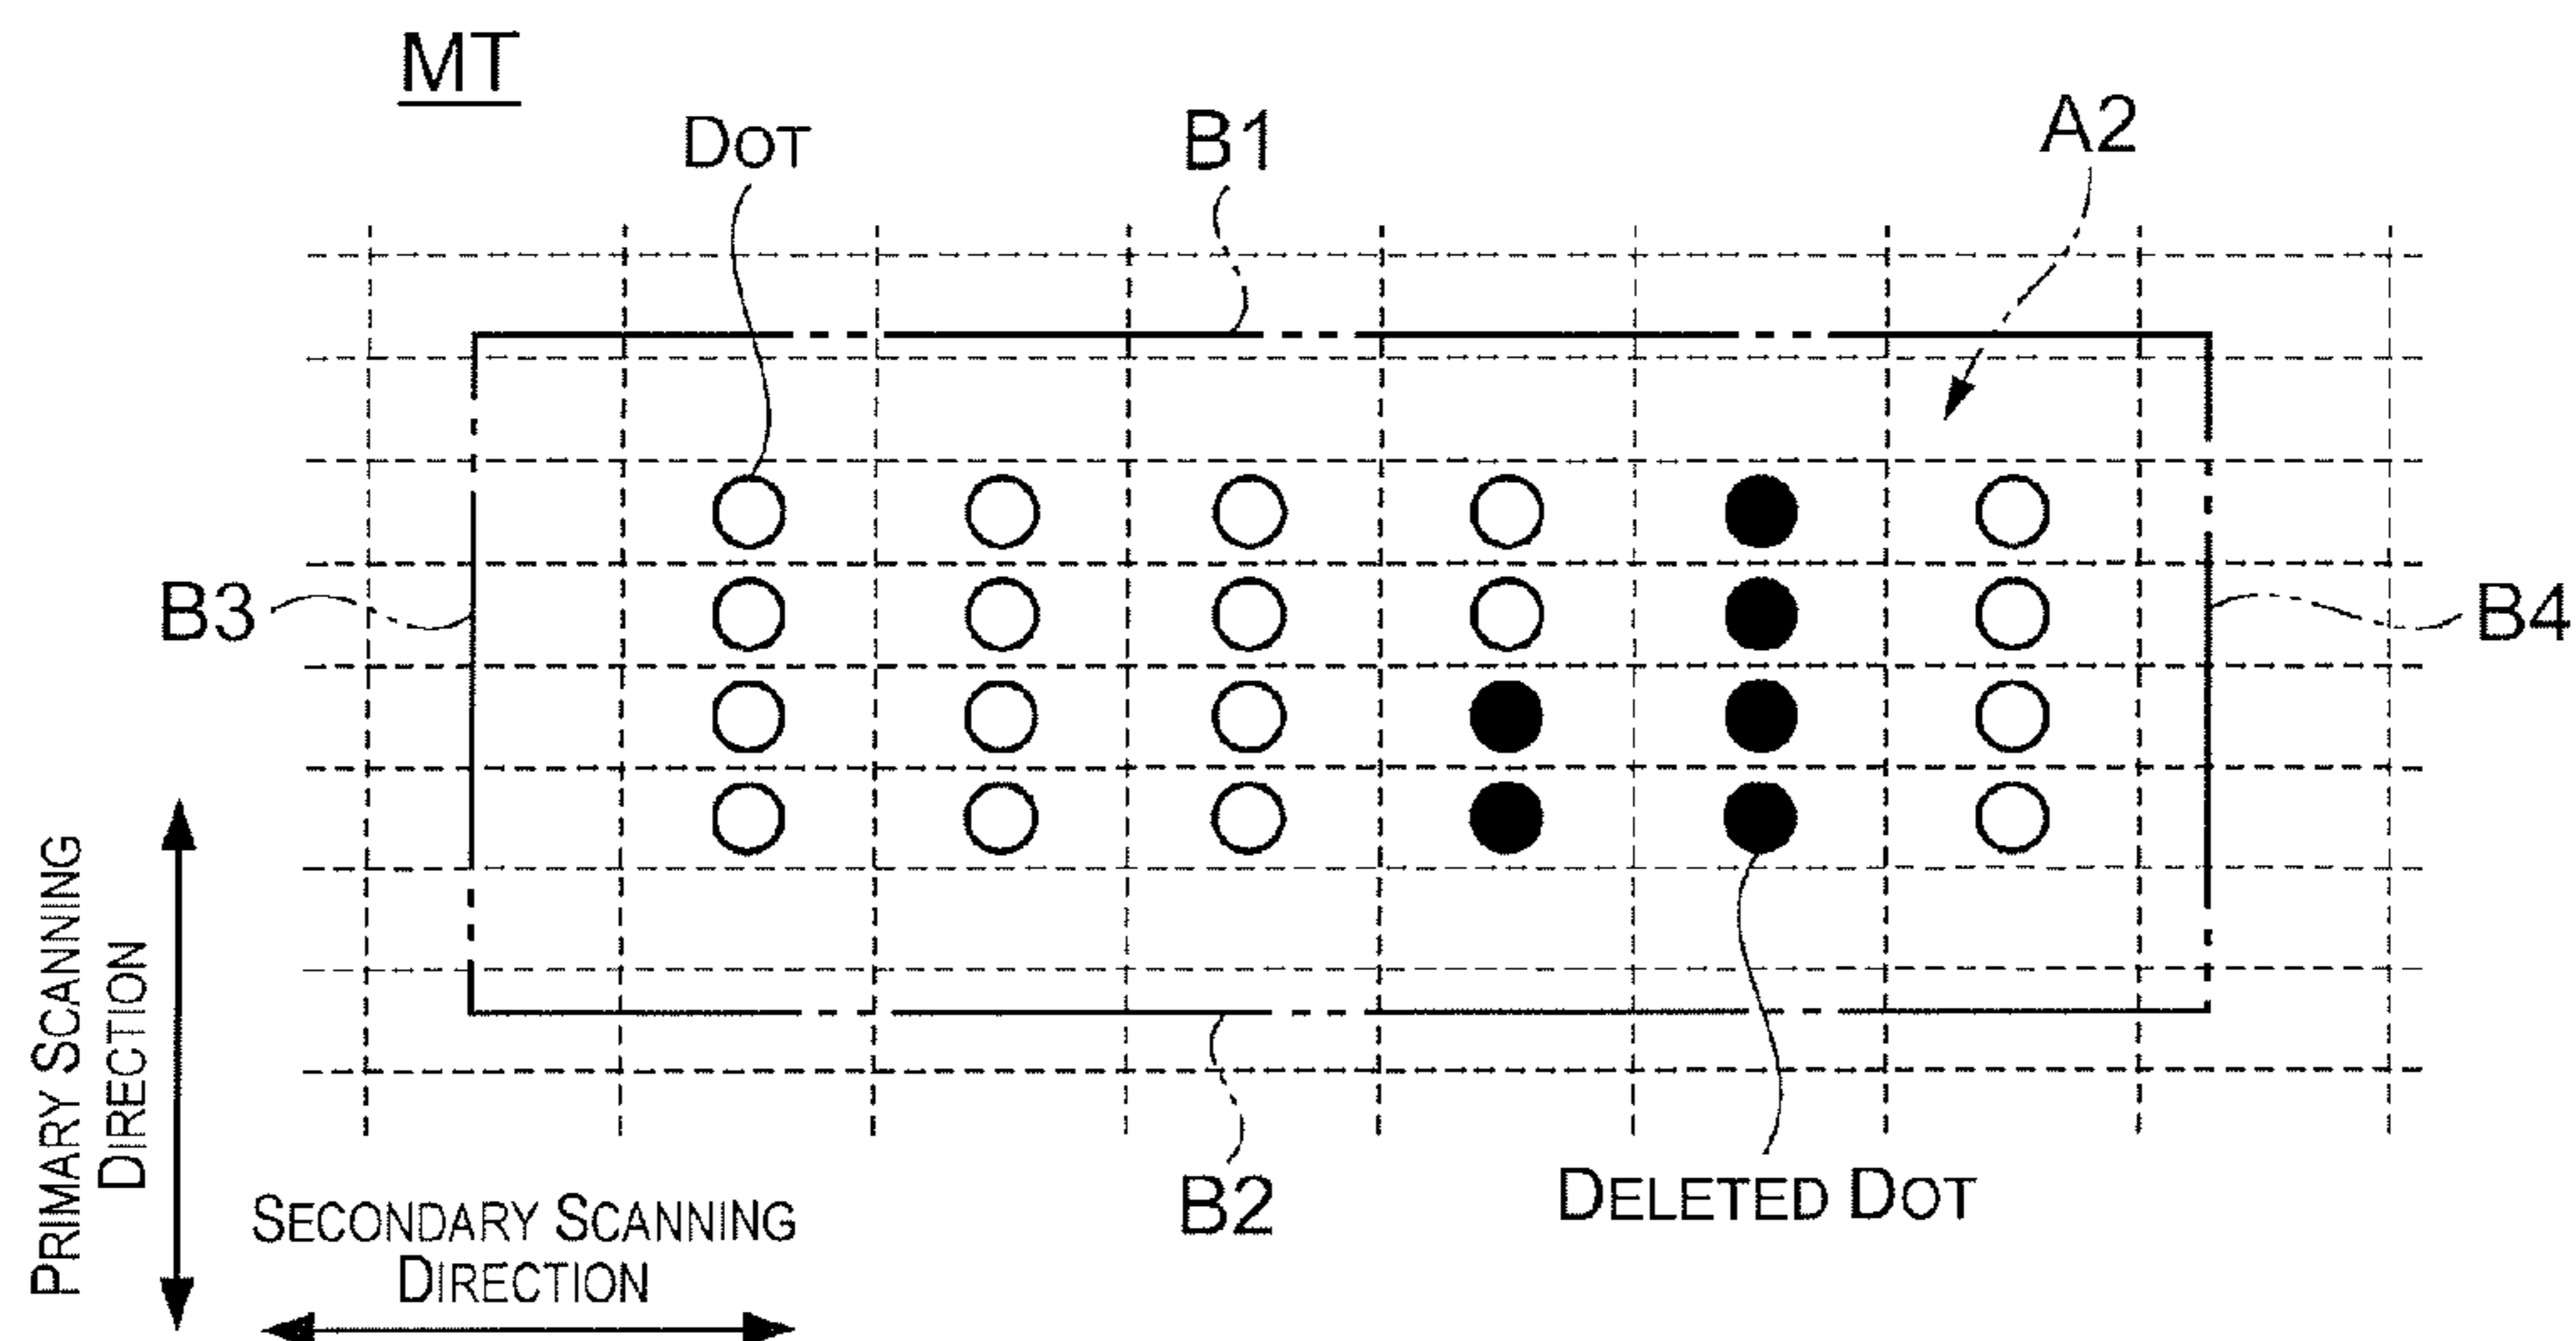 MT
DOT
B1
A2
B3
B4
PRIMARY SCANNING
DIRECTION
SECONDARY SCANNING
DIRECTION
B2
DELETED DOT